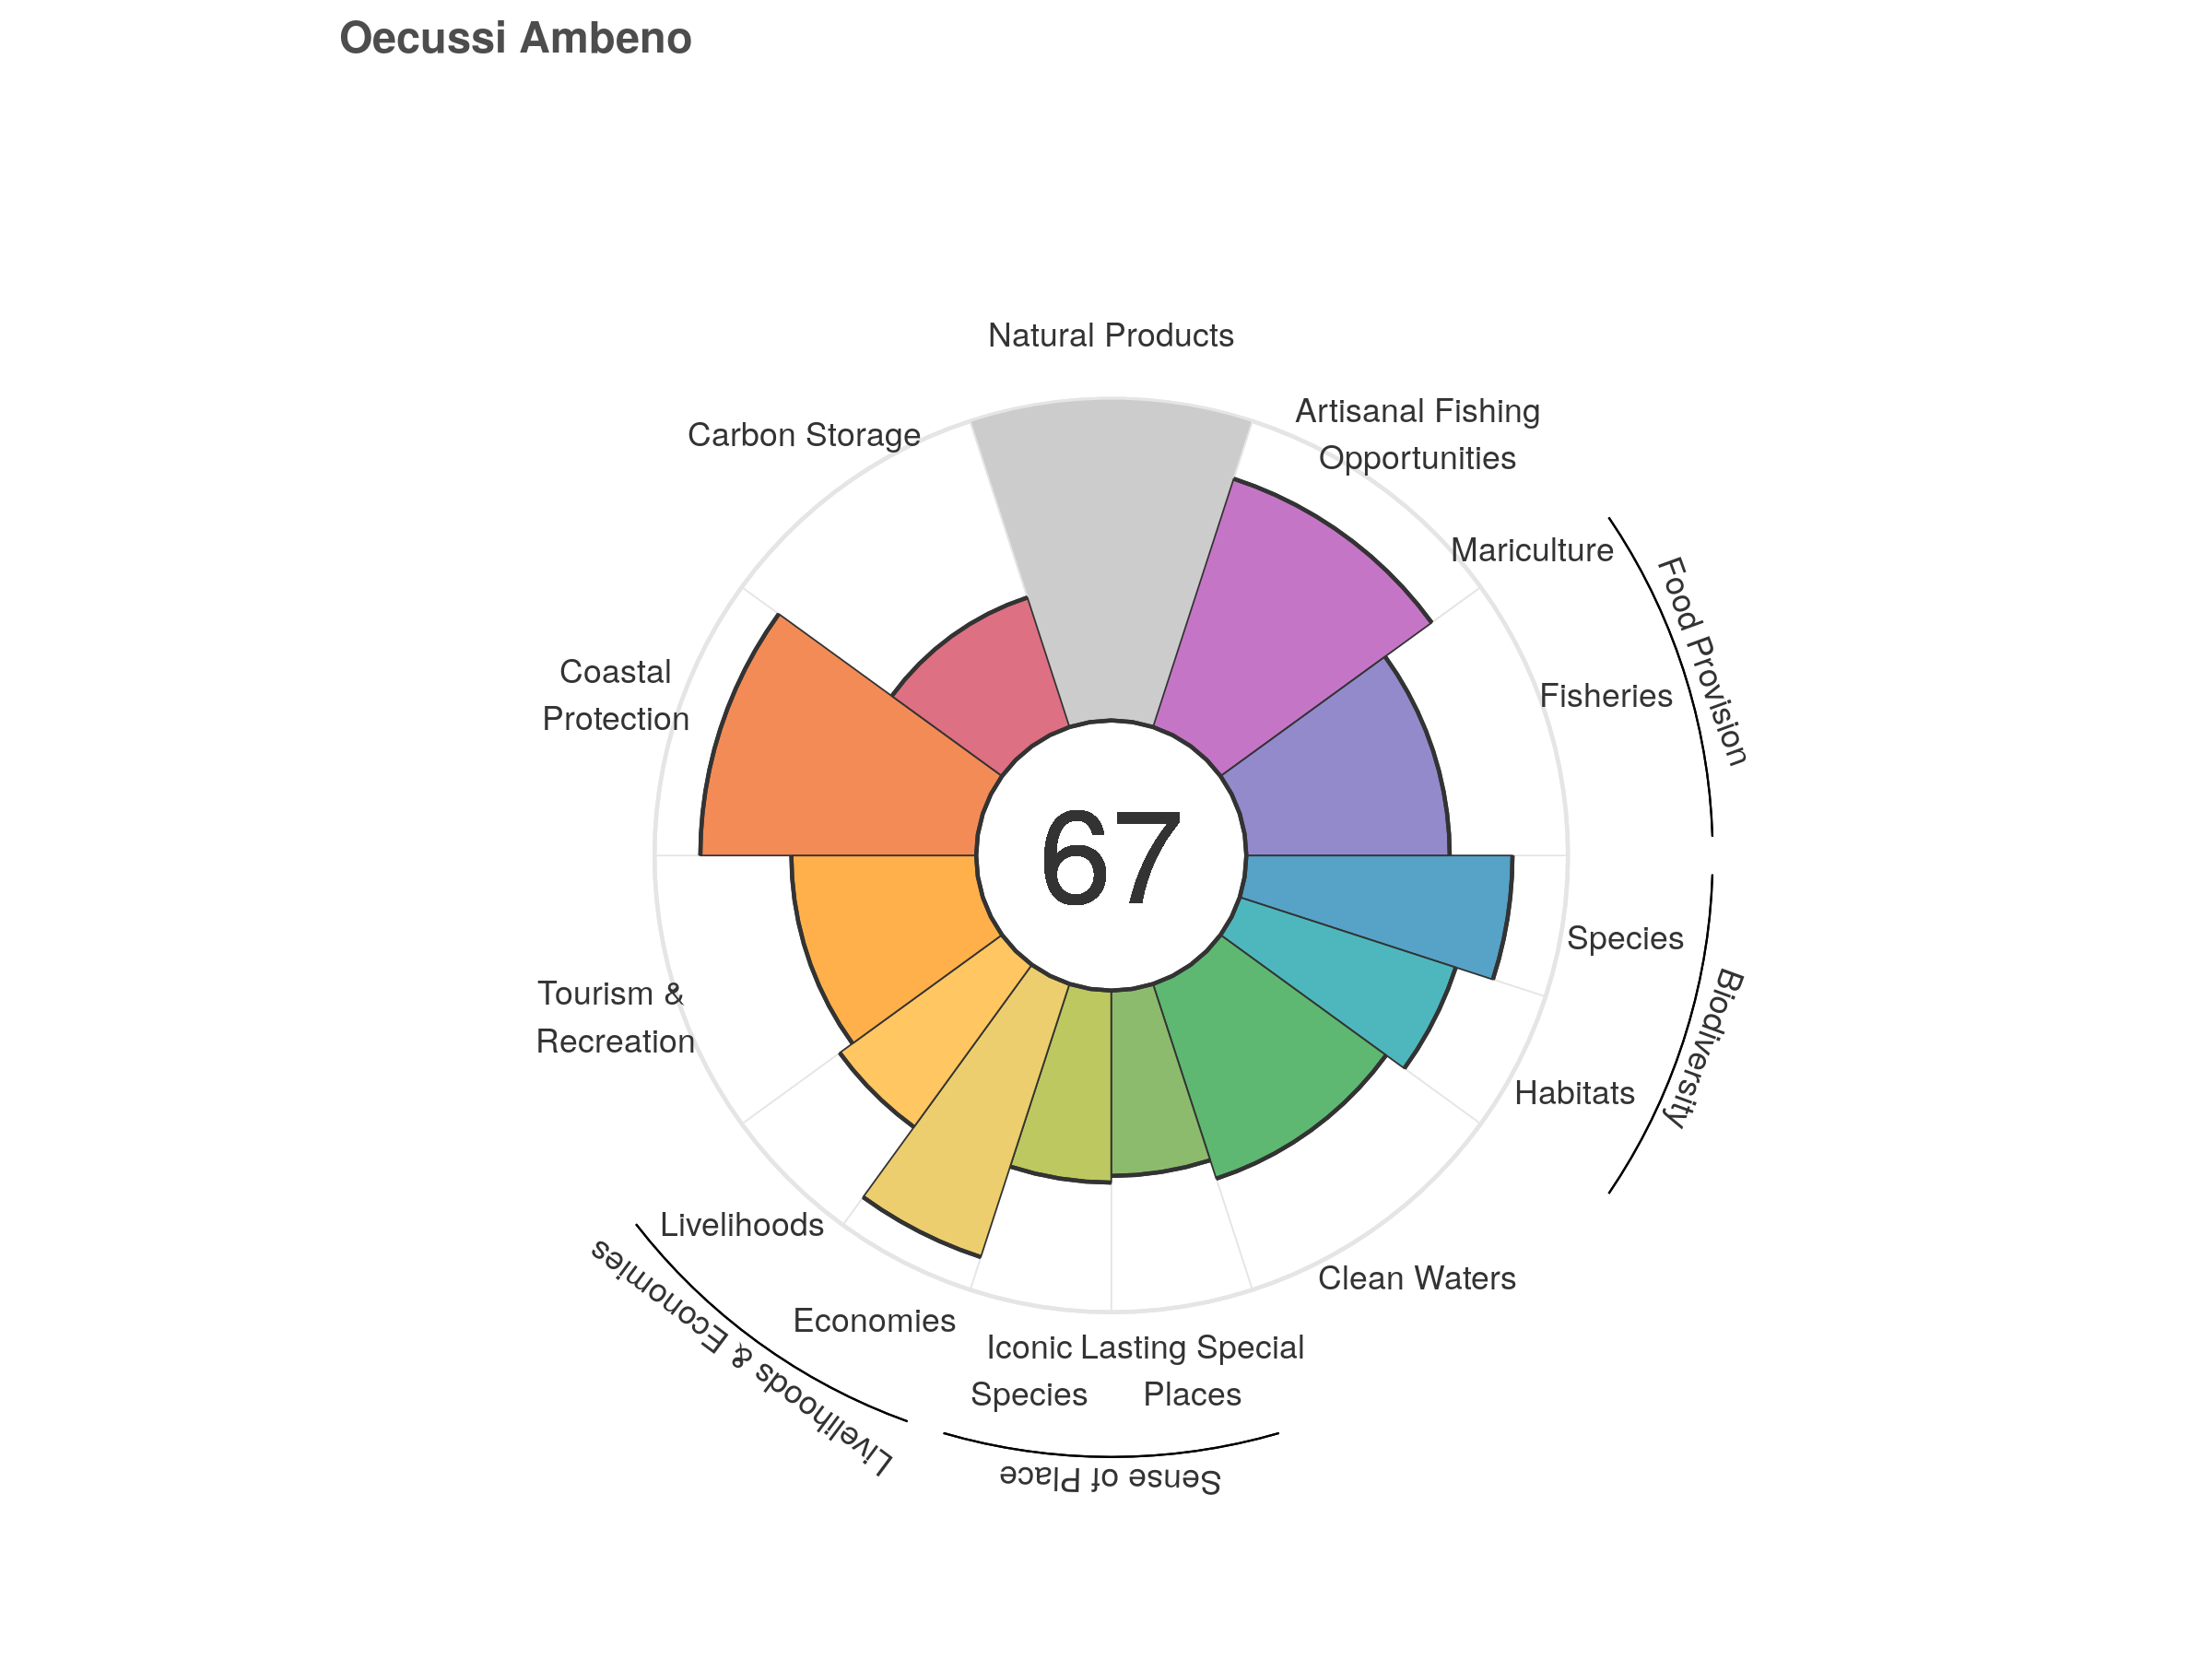 Oecussi Ambeno
Natural Products
Artisanal Fishing
Opportunities
Carbon Storage
Mariculture
Food Provision
Fisheries
Coastal
Protection
67
Species
Biodiversity
Habitats
Tourism &
Recreation
Livelihoods
Clean Waters
Economies
Livelihoods & Economies
Iconic
Species
Lasting Special
Places
Sense of Place